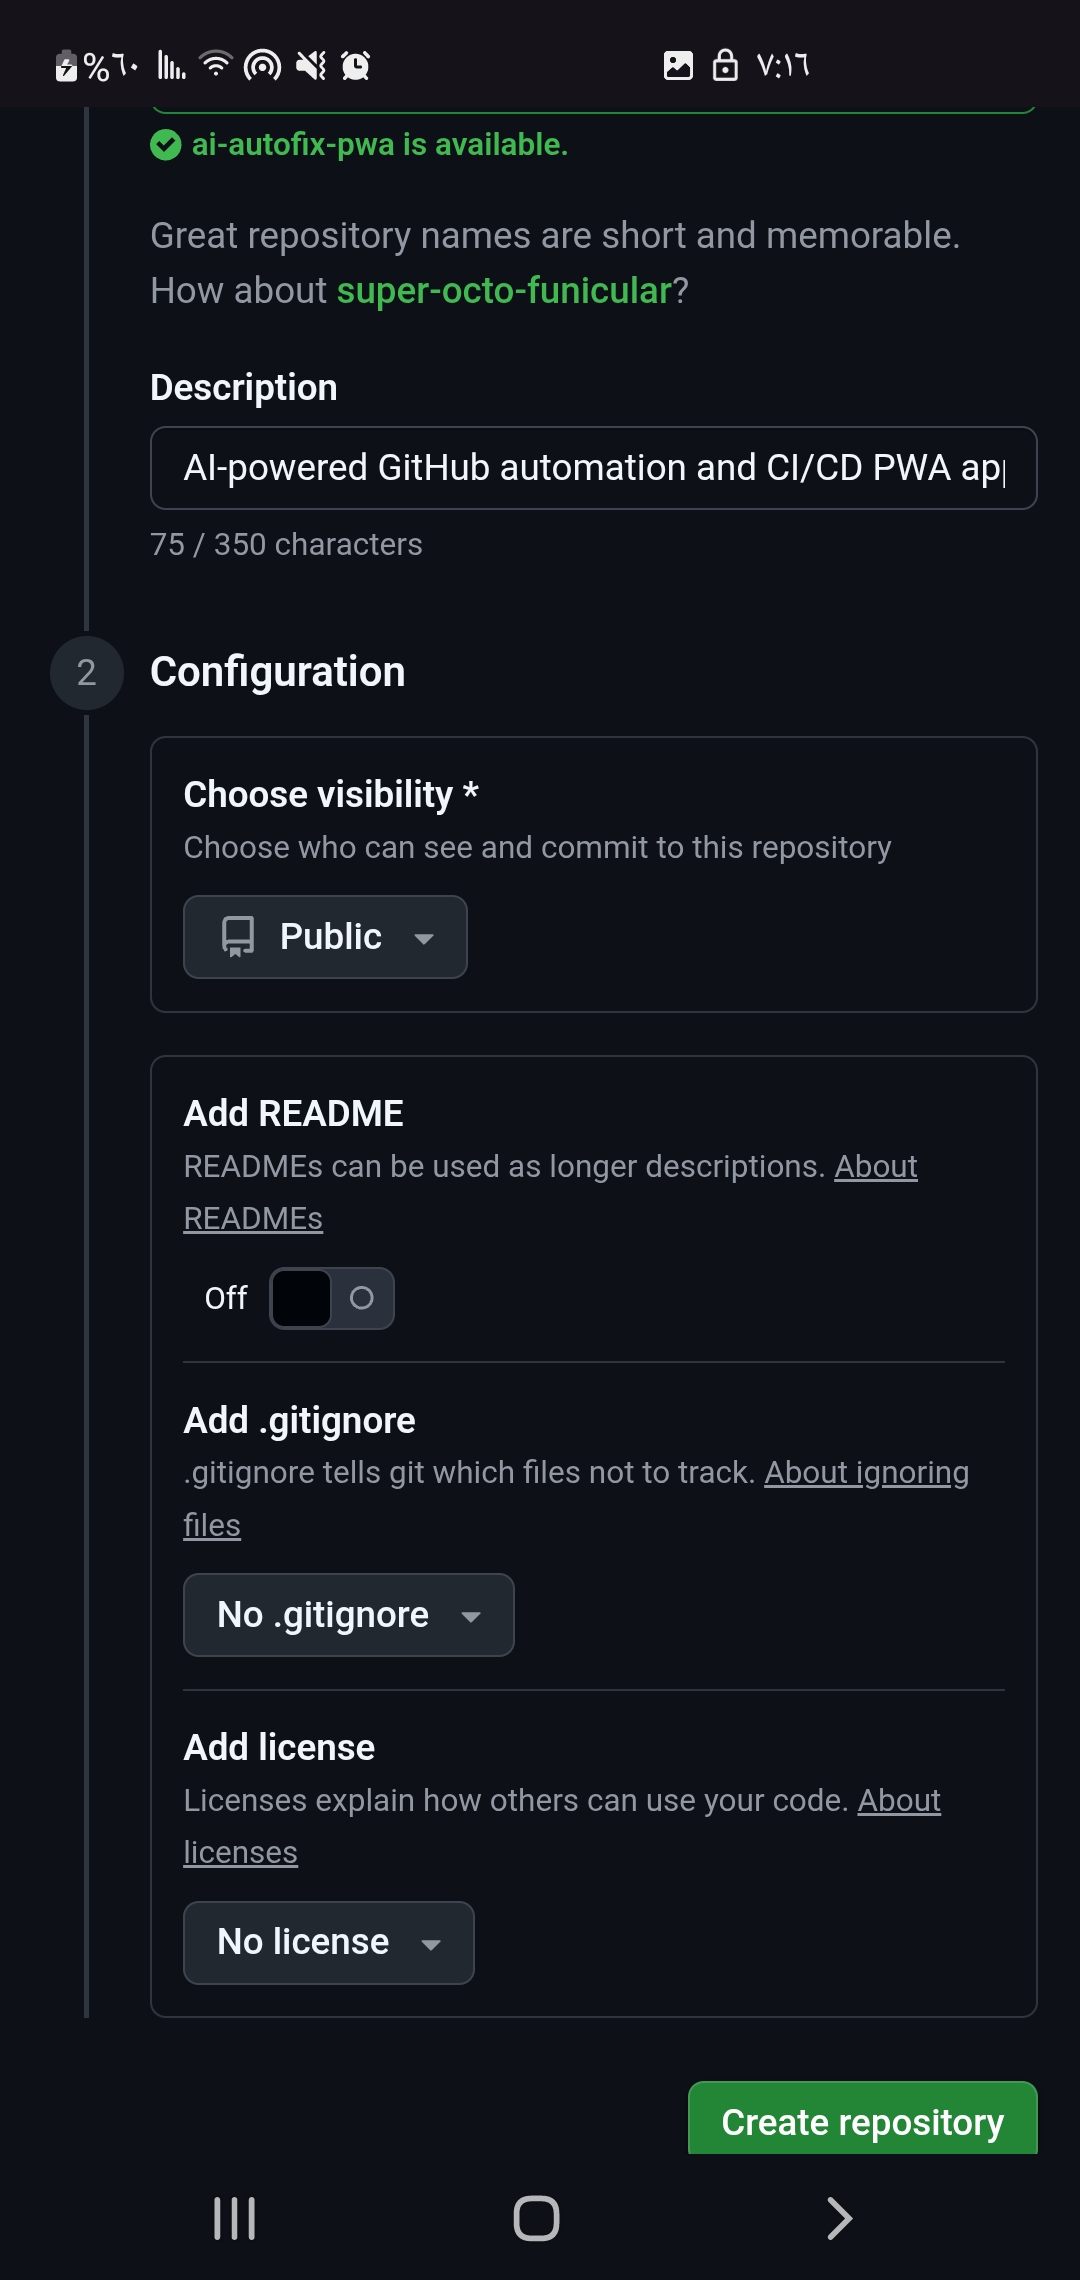 %٦٠
٧:١٦
ai-autofix-pwa is available.
Great repository names are short and memorable.
How about super-octo-funicular?
Description
AI-powered GitHub automation and CI/CD PWA app
75 / 350 characters
2
Configuration
Choose visibility *
Choose who can see and commit to this repository
Public
Add README
READMEs can be used as longer descriptions. About
READMEs
Off
Add .gitignore
.gitignore tells git which files not to track. About ignoring
files
No .gitignore
Add license
Licenses explain how others can use your code. About
licenses
No license
Create repository